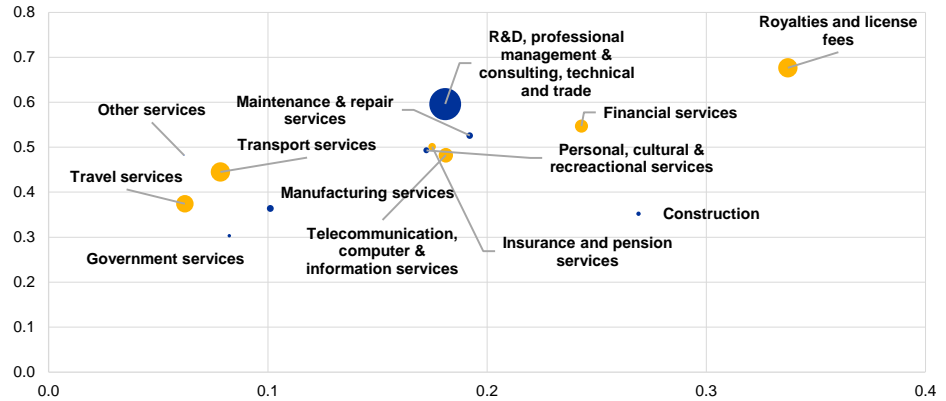 0.8
0.7
0.6
0.5
0.4
0.3
0.2
0.1
0.0
0.0
0.1
0.2
0.3
0.4
Royalties and license
fees
R&D, professional
management &
consulting, technical
and trade
Other services
Maintenance & repair
services
Financial services
Transport services
Personal, cultural &
recreactional services
Travel services
Manufacturing services
Construction
Telecommunication,
computer &
information services
Insurance and pension
services
Government services